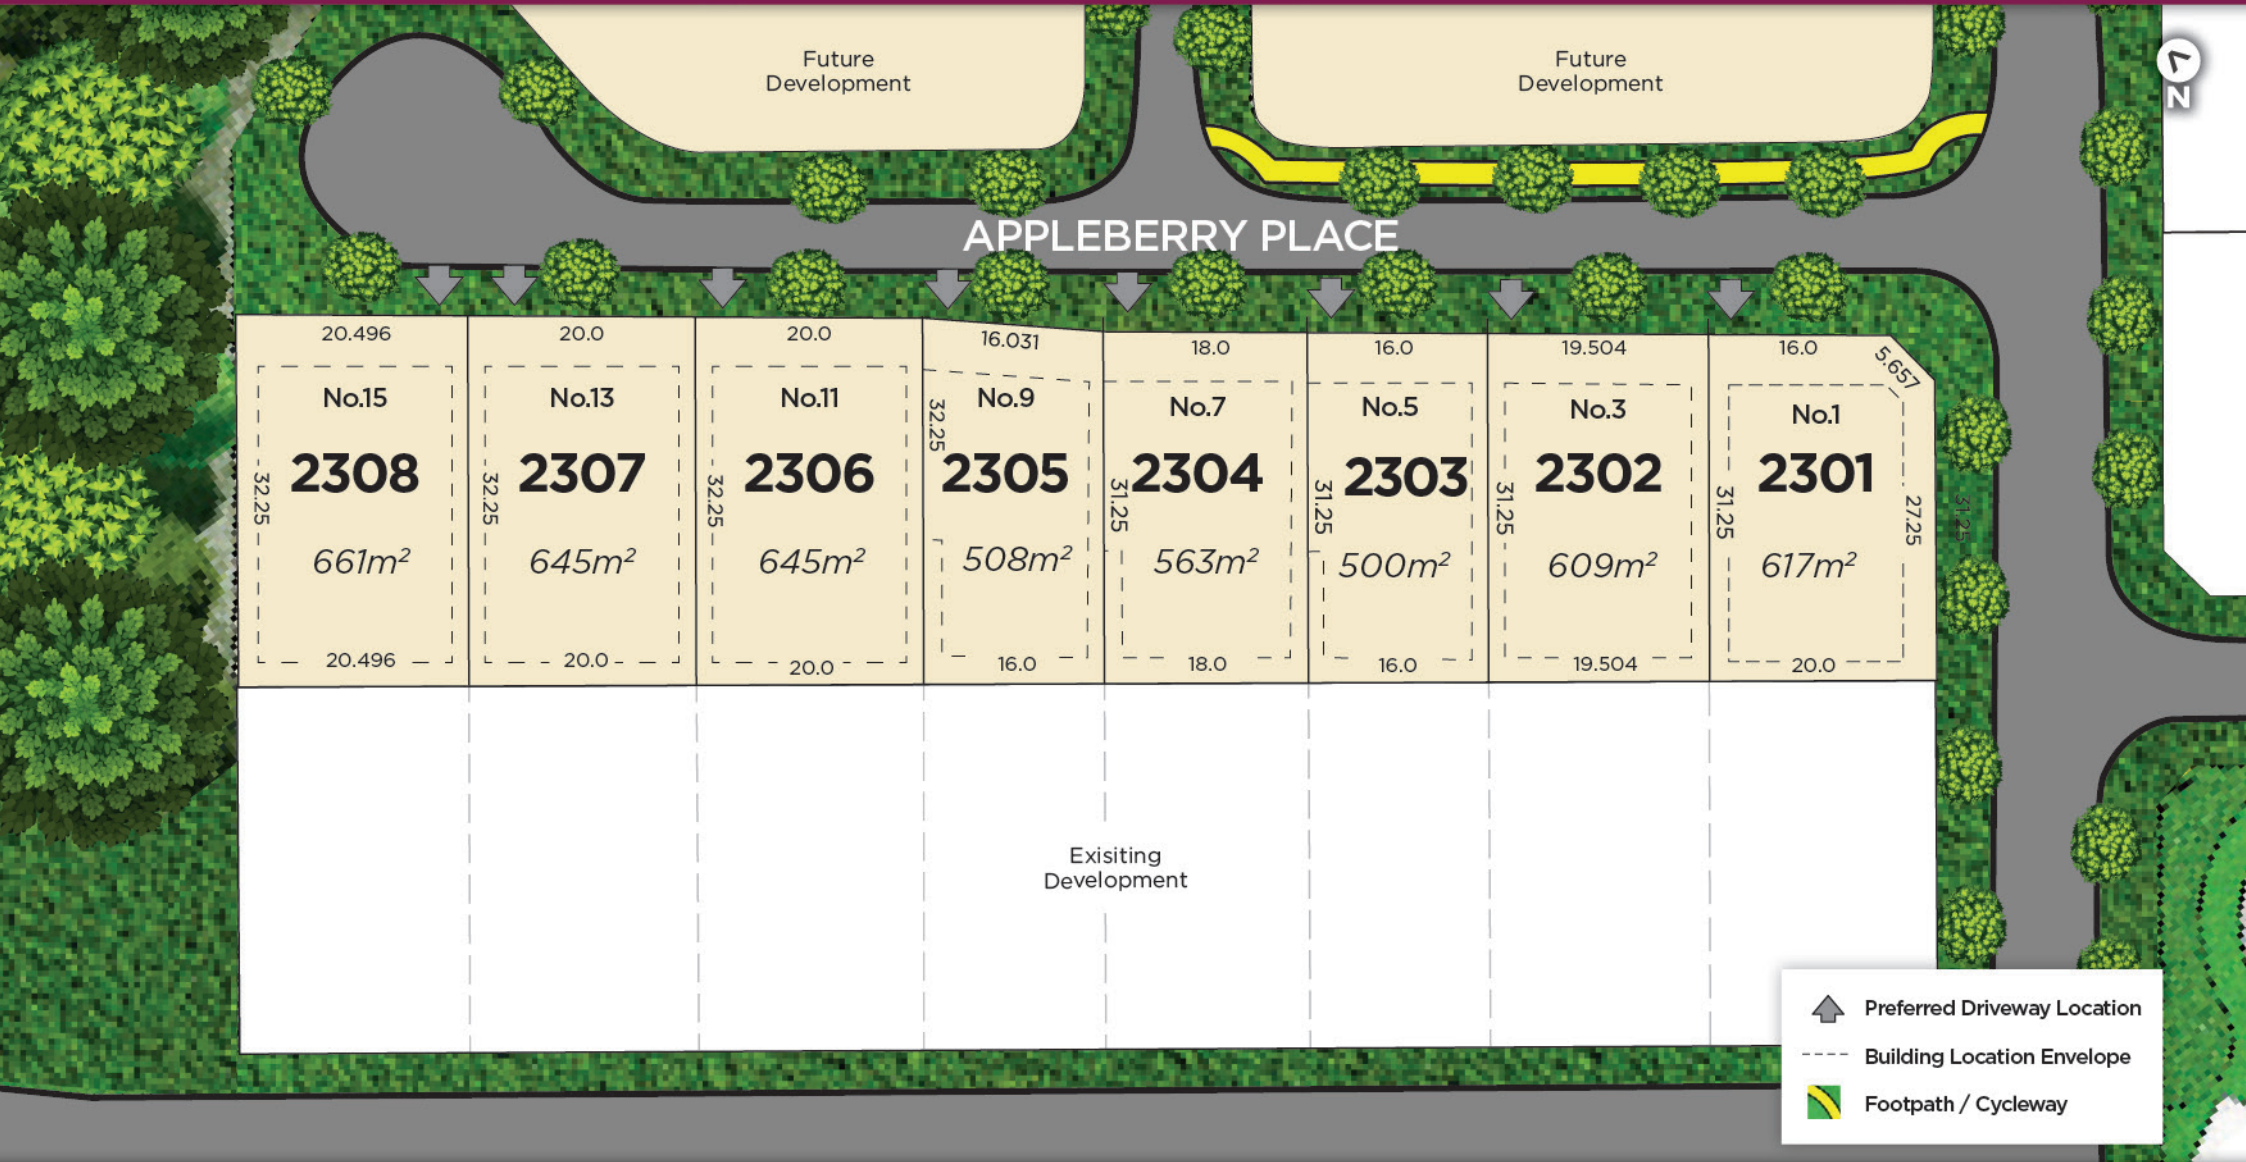 Future
Development
Future
Development
N
APPLEBERRY PLACE
20.496
20.0
20.0
16.031
18.0
16.0
19.504
16.0
5.657
No.15
No.13
No.11
No.9
No.7
No.5
No.3
No.1
32.25
2308
32.25
2307
32.25
2306
32.25
2305
31.25
2304
31.25
2303
31.25
2302
31.25
2301
27.25
31.25
661m²
645m²
645m²
508m²
563m²
500m²
609m²
617m²
20.496
20.0
20.0
16.0
18.0
16.0
19.504
20.0
Exisiting
Development
Preferred Driveway Location
Building Location Envelope
Footpath / Cycleway